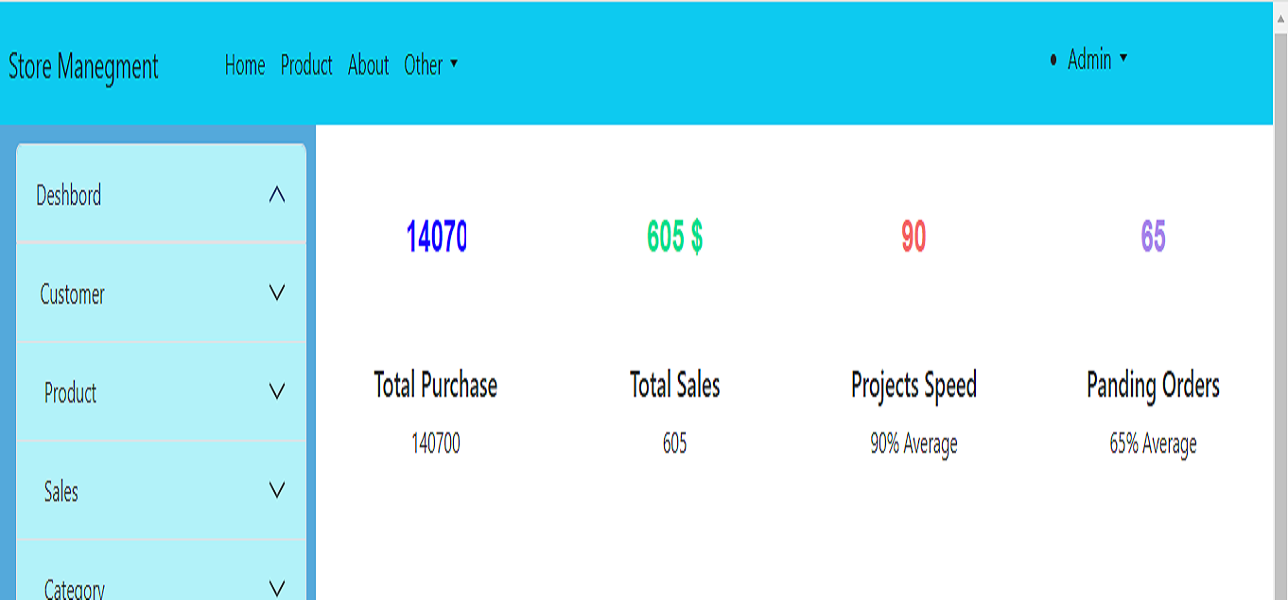 Store Manegment Home Product About Other Admin
Deshbord
Customer
Product
Sales
Category
14070 605 $ 90 65
Total Purchase Total Sales Projects Speed Panding Orders
140700 605 90% Average 65% Average